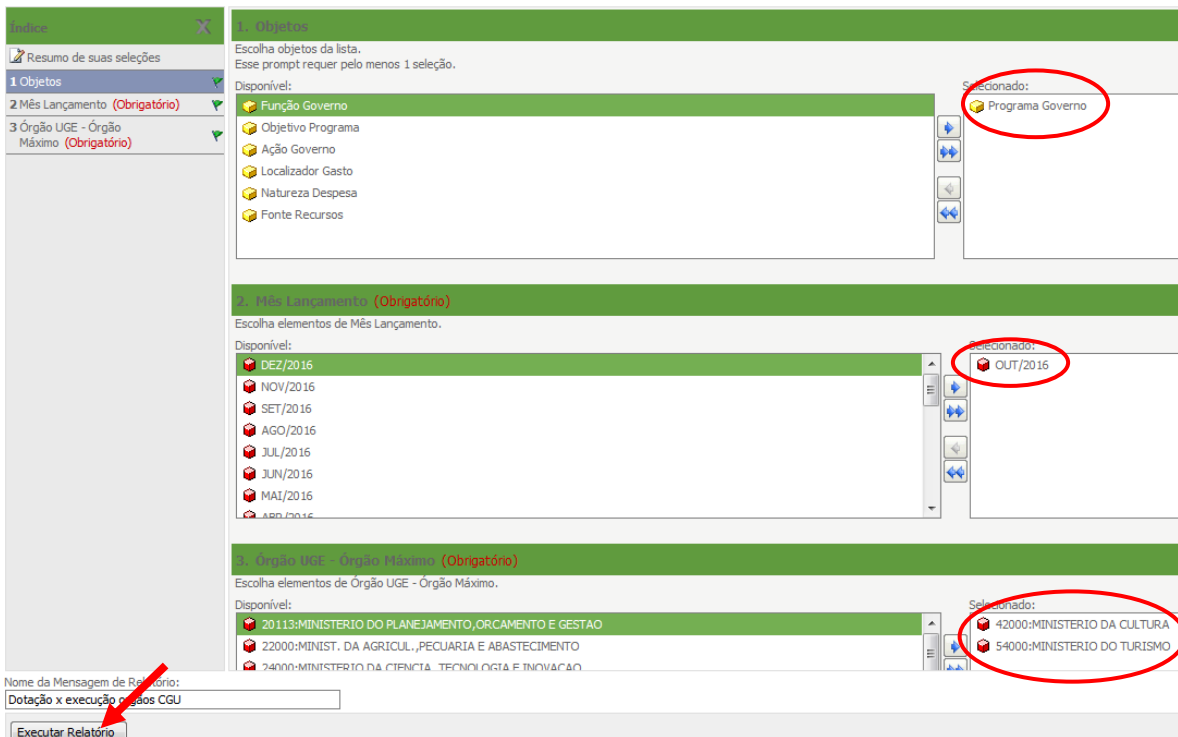 Índice
Resumo de suas seleções
1 Objetos
2 Mês Lançamento (Obrigatório)
3 Órgão UGE - Órgão
Máximo (Obrigatório)
1. Objetos
Escolha objetos da lista.
Esse prompt requer pelo menos 1 seleção.
Disponível:
Função Governo
Objetivo Programa
Ação Governo
Localizador Gasto
Natureza Despesa
Fonte Recursos
Selecionado:
Programa Governo
2. Mês Lançamento (Obrigatório)
Escolha elementos de Mês Lançamento.
Disponível:
DEZ/2016
NOV/2016
SET/2016
AGO/2016
JUL/2016
JUN/2016
MAI/2016
ABR/2016
Selecionado:
OUT/2016
3. Órgão UGE - Órgão Máximo (Obrigatório)
Escolha elementos de Órgão UGE - Órgão Máximo.
Disponível:
20113:MINISTERIO DO PLANEJAMENTO,ORCAMENTO E GESTAO
22000:MINIST. DA AGRICUL.,PECUARIA E ABASTECIMENTO
24000:MINISTERIO DA CIENCIA, TECNOLOGIA E INOVACAO
Selecionado:
42000:MINISTERIO DA CULTURA
54000:MINISTERIO DO TURISMO
Nome da Mensagem de Relatório:
Dotação x execução orgãos CGU
Executar Relatório